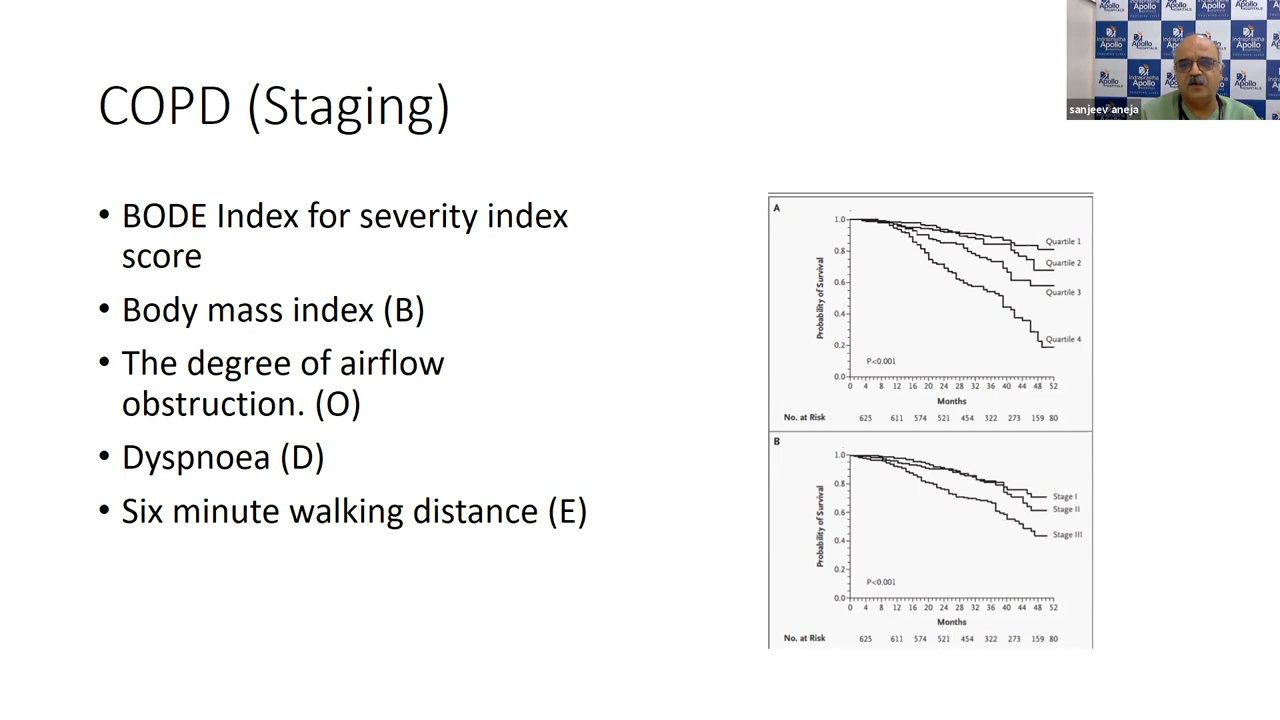 COPD (Staging)
• BODE Index for severity index
score
• Body mass index (B)
• The degree of airflow
obstruction. (O)
• Dyspnoea (D)
• Six minute walking distance (E)
sanjeev aneja
Indraprastha
Apollo
HOSPITALS
TOUCHING LIVES
A
Probability of Survival
1.0
0.8
0.6
0.4
0.2
0.0
Quartile 1
Quartile 2
Quartile 3
Quartile 4
P<0.001
0 4 8 12 16 20 24 28 32 36 40 44 48 52
Months
No. at Risk 625 611 574 521 454 322 273 159 80
B
Probability of Survival
1.0
0.8
0.6
0.4
0.2
0.0
Stage I
Stage II
Stage III
P<0.001
0 4 8 12 16 20 24 28 32 36 40 44 48 52
Months
No. at Risk 625 611 574 521 454 322 273 159 80